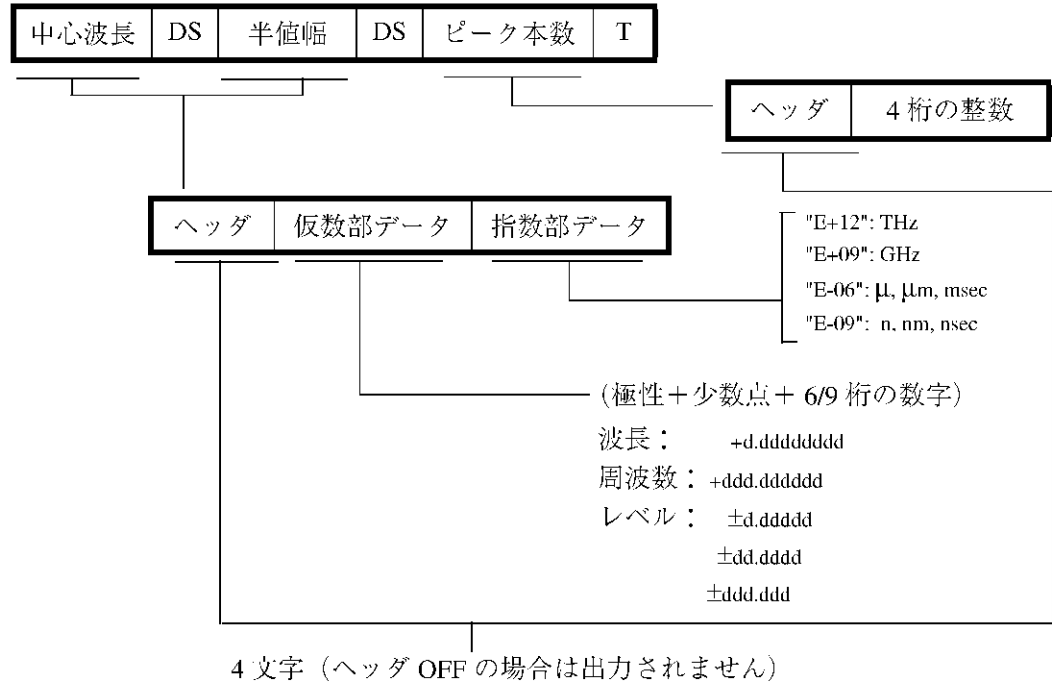 中心波長 DS 半値幅 DS ピーク本数 T
ヘッダ 4 桁の整数
ヘッダ 仮数部データ 指数部データ
"E+12": THz
"E+09": GHz
"E-06": μ, μm, msec
"E-09": n, nm, nsec
(極性＋少数点＋ 6/9 桁の数字)
波長： +d.dddddddd
周波数： +ddd.dddddd
レベル： ±d.ddddd
±dd.dddd
±ddd.ddd
4 文字（ヘッダ OFF の場合は出力されません）